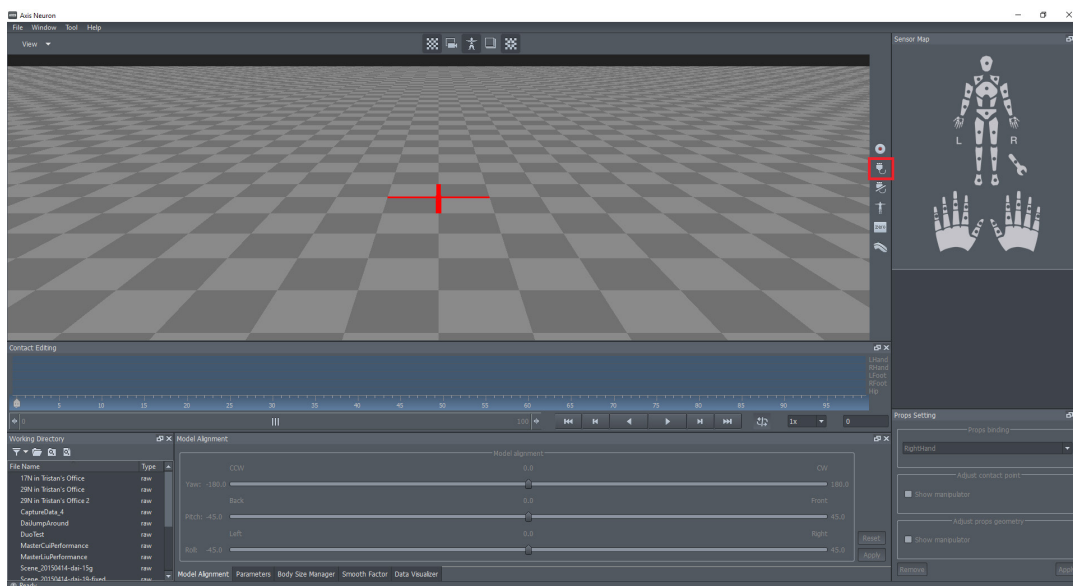 Axis Neuron
File Window Tool Help
View
Sensor Map
L R
Contact Editing
LHand
RHand
LFoot
RFoot
Hip
0 5 10 15 20 25 30 35 40 45 50 55 60 65 70 75 80 85 90 95
0 100 1x 0
Working Directory
File Name Type
17N in Tristan's Office raw
29N in Tristan's Office raw
29N in Tristan's Office 2 raw
CaptureData_4 raw
DaiJumpAround raw
DuoTest raw
MasterCuiPerformance raw
MasterLiuPerformance raw
Scene_20150414-dai-15g raw
Scene_20150414-dai-19-fixed raw
Ready
Model Alignment
Model alignment
CCW 0.0 CW
Yaw: -180.0 180.0
Back 0.0 Front
Pitch: -45.0 45.0
Left 0.0 Right
Roll: -45.0 45.0
Reset
Apply
Model Alignment Parameters Body Size Manager Smooth Factor Data Visualizer
Props Setting
Props binding
RightHand
Adjust contact point
Show manipulator
Adjust props geometry
Show manipulator
Remove